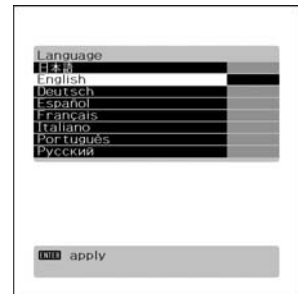 Language
日本語
English
Deutsch
Español
Français
Italiano
Português
Русский
ENTER apply